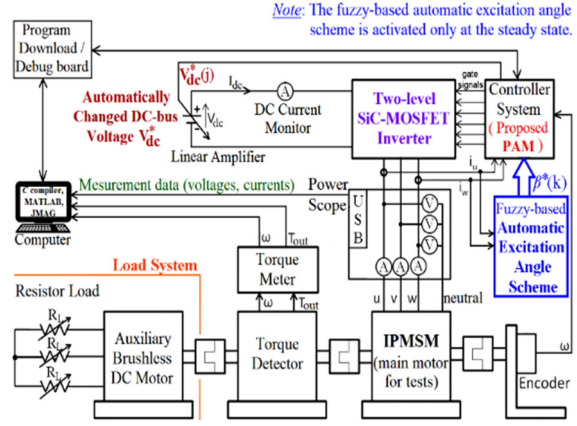 Note: The fuzzy-based automatic excitation angle
scheme is activated only at the steady state.
Program
Download /
Debug board
V*dc(j)
Idc
A
Vdc
Automatically
Changed DC-bus
Voltage V*dc
DC Current
Monitor
Linear Amplifier
Two-level
SiC-MOSFET
Inverter
gate
signals
Controller
System
(Proposed
PAM)
iu
iw
β*(k)
Fuzzy-based
Automatic
Excitation
Angle
Scheme
C compiler,
MATLAB,
JMAG
Computer
Mesurement data (voltages, currents)
Power
Scope
USB
V
V
V
A
A
A
u
v
w
neutral
ω
Tout
Torque
Meter
ω
Tout
Load System
Resistor Load
RL
RL
RL
Auxiliary
Brushless
DC Motor
Torque
Detector
IPMSM
(main motor
for tests)
ω
Encoder